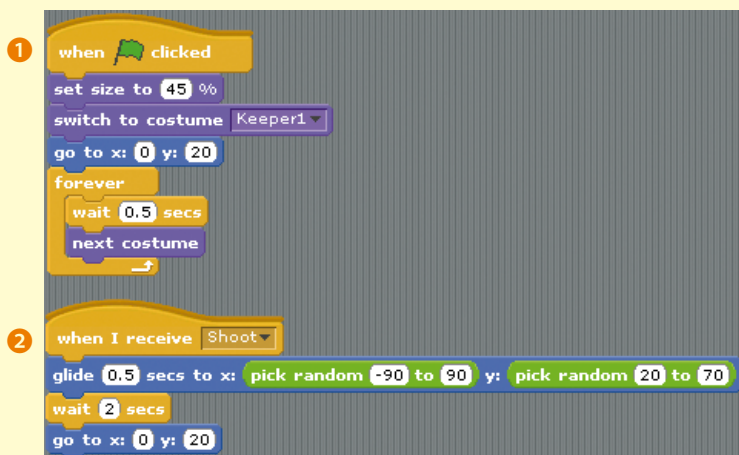 1
when clicked
set size to 45 %
switch to costume Keeper1
go to x: 0 y: 20
forever
wait 0.5 secs
next costume
2
when I receive Shoot
glide 0.5 secs to x: pick random -90 to 90 y: pick random 20 to 70
wait 2 secs
go to x: 0 y: 20